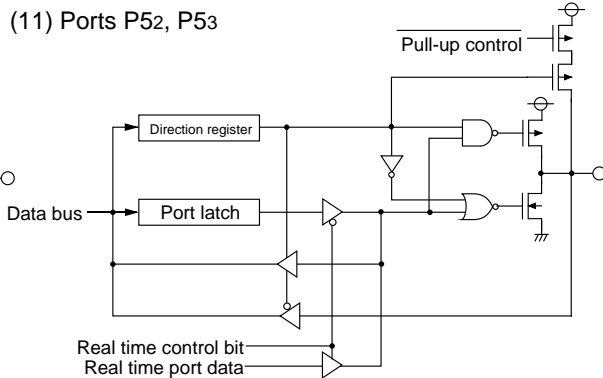 (11) Ports P52, P53
Pull-up control
Direction register
Data bus
Port latch
Real time control bit
Real time port data